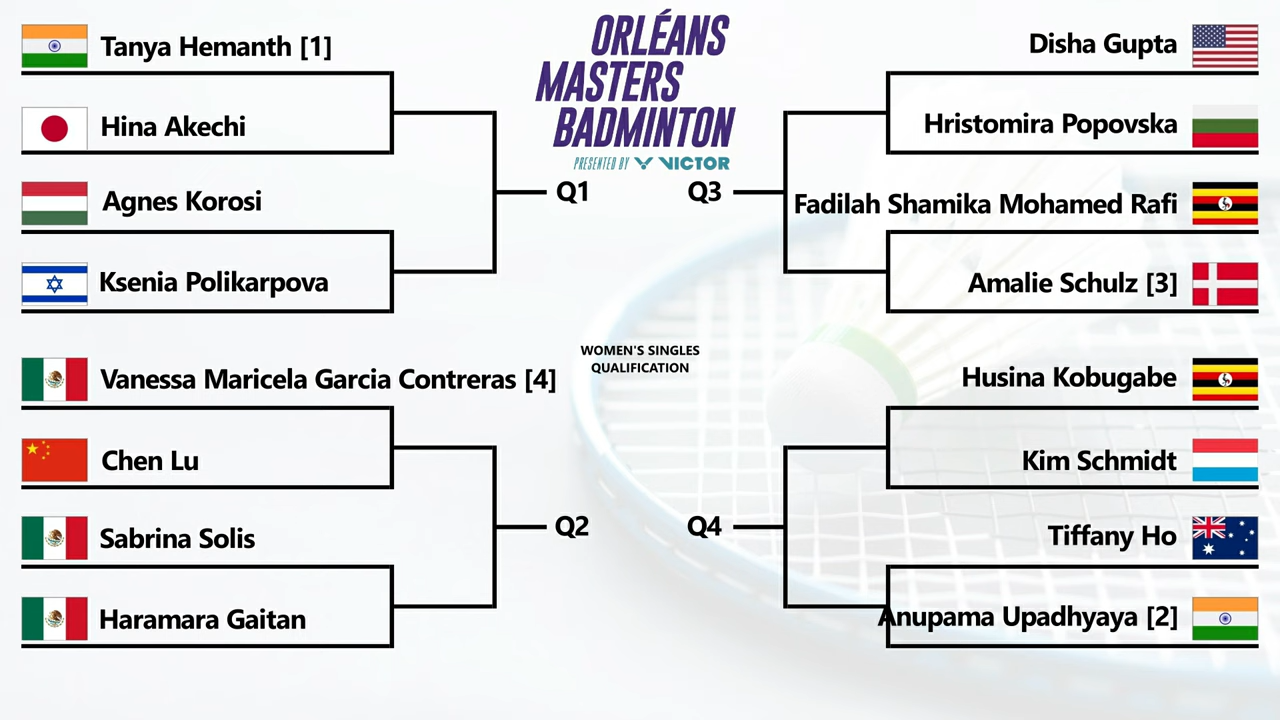 ORLÉANS
MASTERS
BADMINTON
PRESENTED BY VICTOR
Tanya Hemanth [1]
Hina Akechi
Agnes Korosi
Ksenia Polikarpova
Q1
Vanessa Maricela Garcia Contreras [4]
Chen Lu
Sabrina Solis
Haramara Gaitan
Q2
WOMEN'S SINGLES
QUALIFICATION
Disha Gupta
Hristomira Popovska
Fadilah Shamika Mohamed Rafi
Amalie Schulz [3]
Q3
Husina Kobugabe
Kim Schmidt
Tiffany Ho
Anupama Upadhyaya [2]
Q4